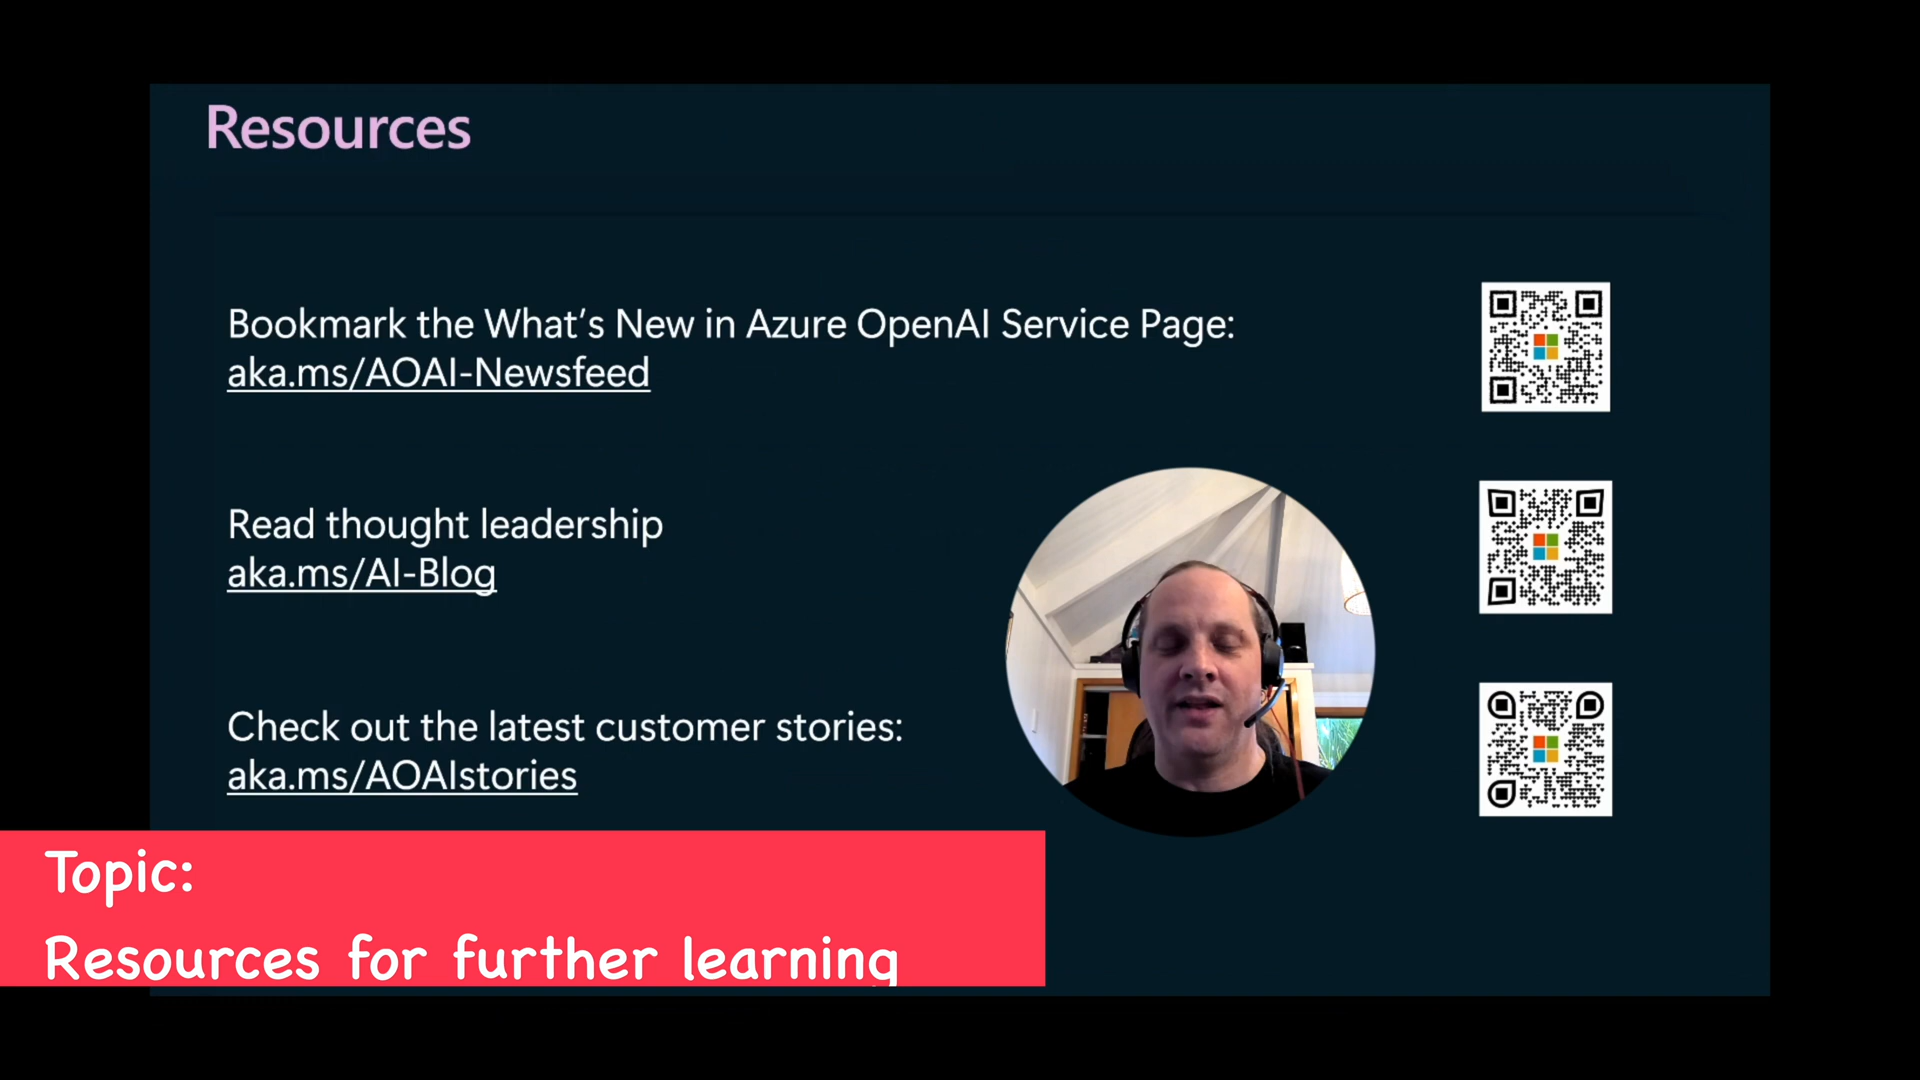 Resources
Bookmark the What's New in Azure OpenAI Service Page:
aka.ms/AOAI-Newsfeed
Read thought leadership
aka.ms/AI-Blog
Check out the latest customer stories:
aka.ms/AOAIstories
Topic:
Resources for further learning